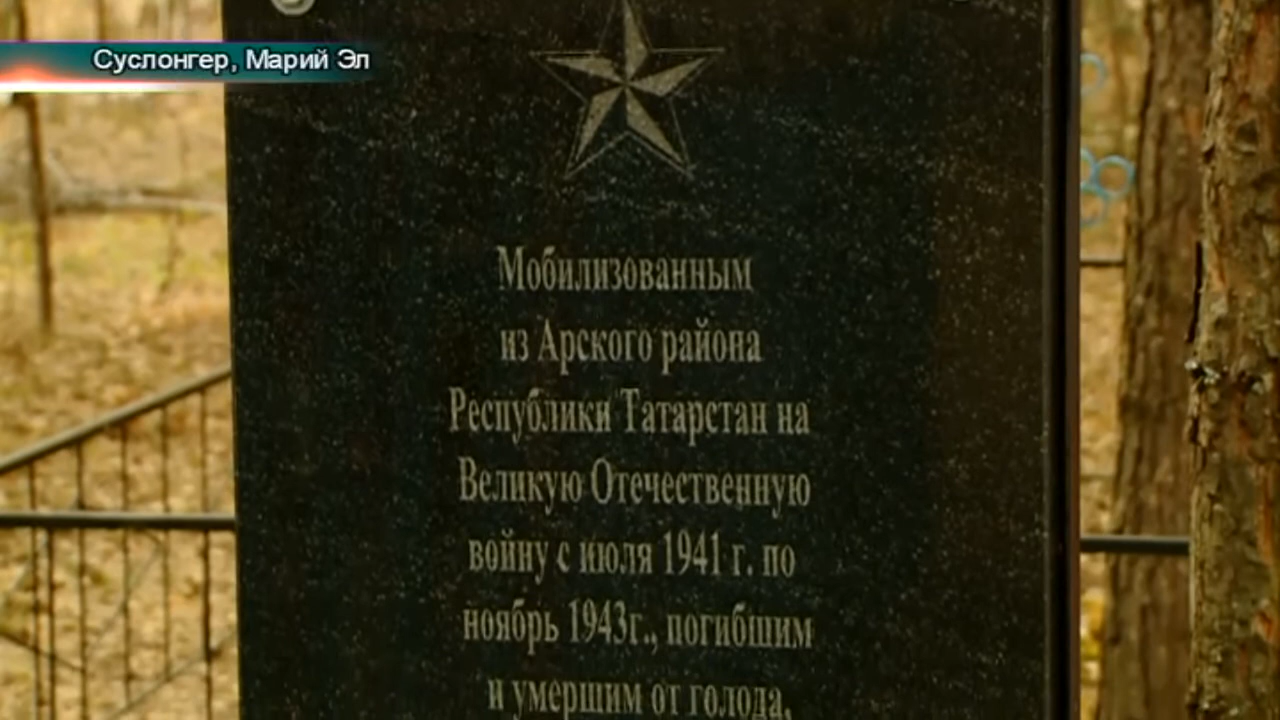 Суслонгер, Марий Эл
Мобилизованным
из Арского района
Республики Татарстан на
Великую Отечественную
войну с июля 1941 г. по
ноябрь 1943г., погибшим
и умершим от голода,